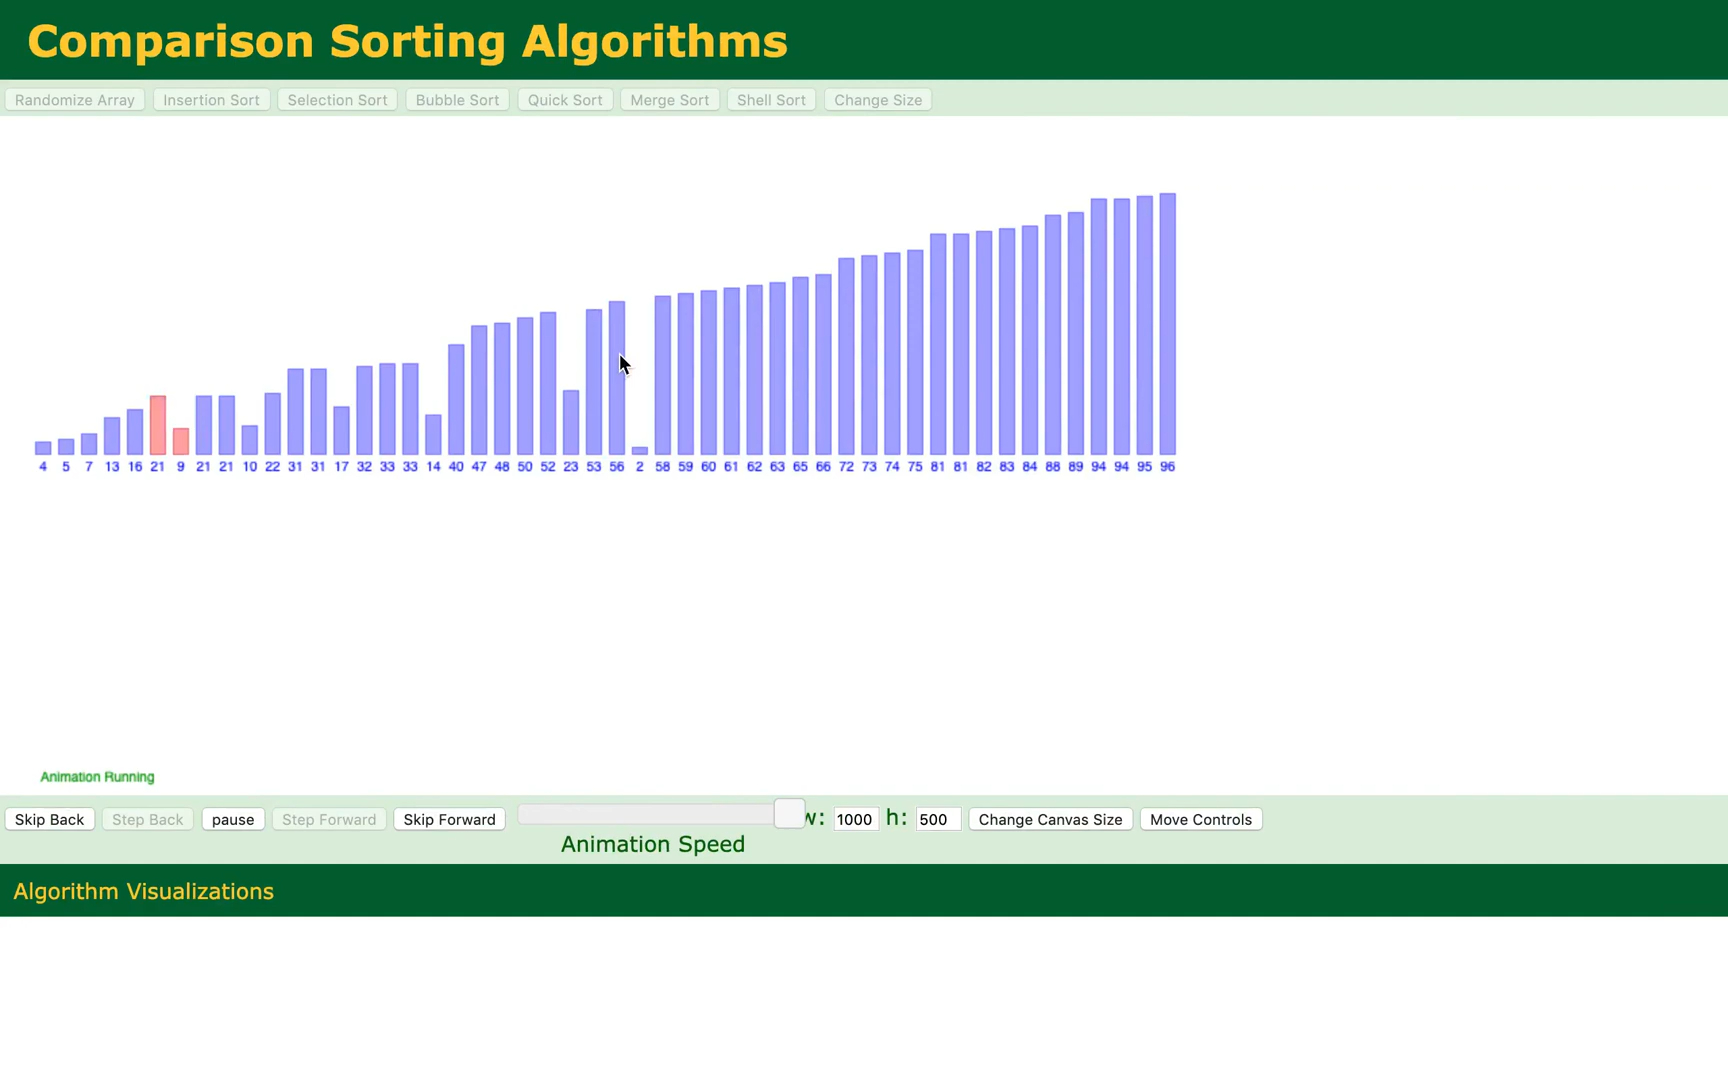 Comparison Sorting Algorithms
Randomize Array Insertion Sort Selection Sort Bubble Sort Quick Sort Merge Sort Shell Sort Change Size
4 5 7 13 16 21 9 21 21 10 22 31 31 17 32 33 33 14 40 47 48 50 52 23 53 56 2 58 59 60 61 62 63 65 66 72 73 74 75 81 81 82 83 84 88 89 94 94 95 96
Animation Running
Skip Back Step Back pause Step Forward Skip Forward w: 1000 h: 500 Change Canvas Size Move Controls
Animation Speed
Algorithm Visualizations